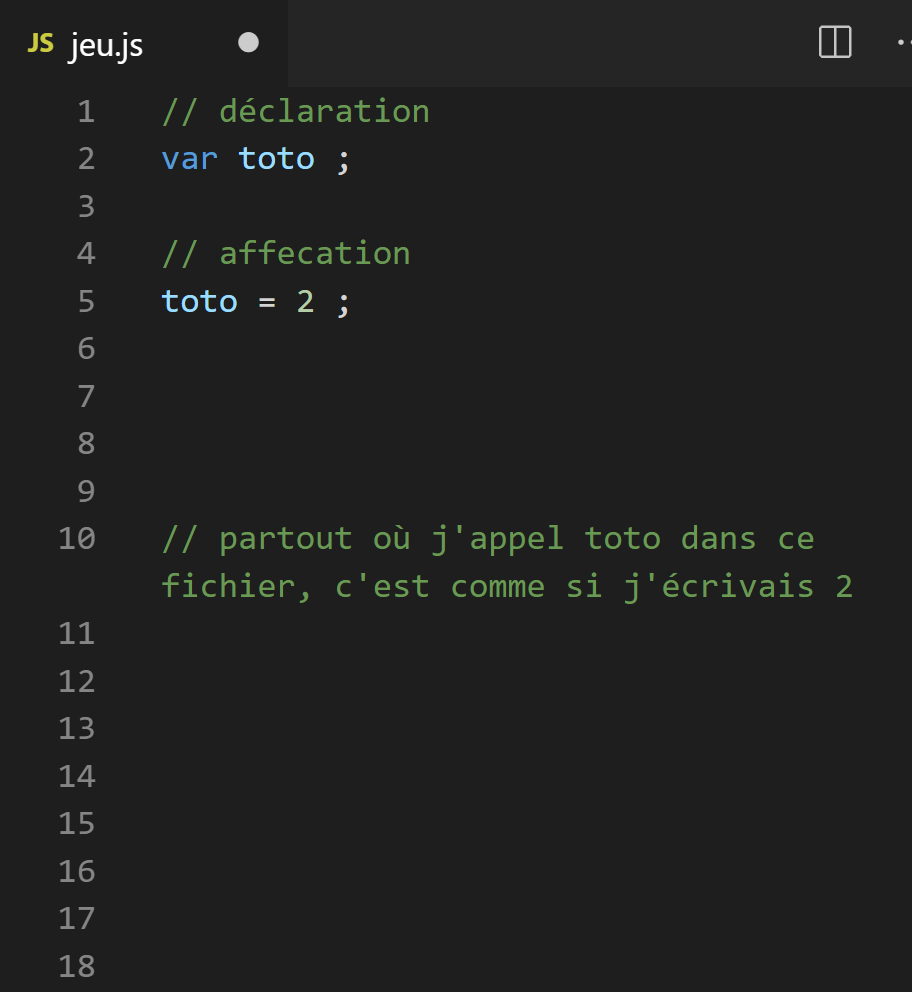 JS jeu.js
1 // déclaration
2 var toto ;
3
4 // affecation
5 toto = 2 ;
6
7
8
9
10 // partout où j'appel toto dans ce
fichier, c'est comme si j'écrivais 2
11
12
13
14
15
16
17
18